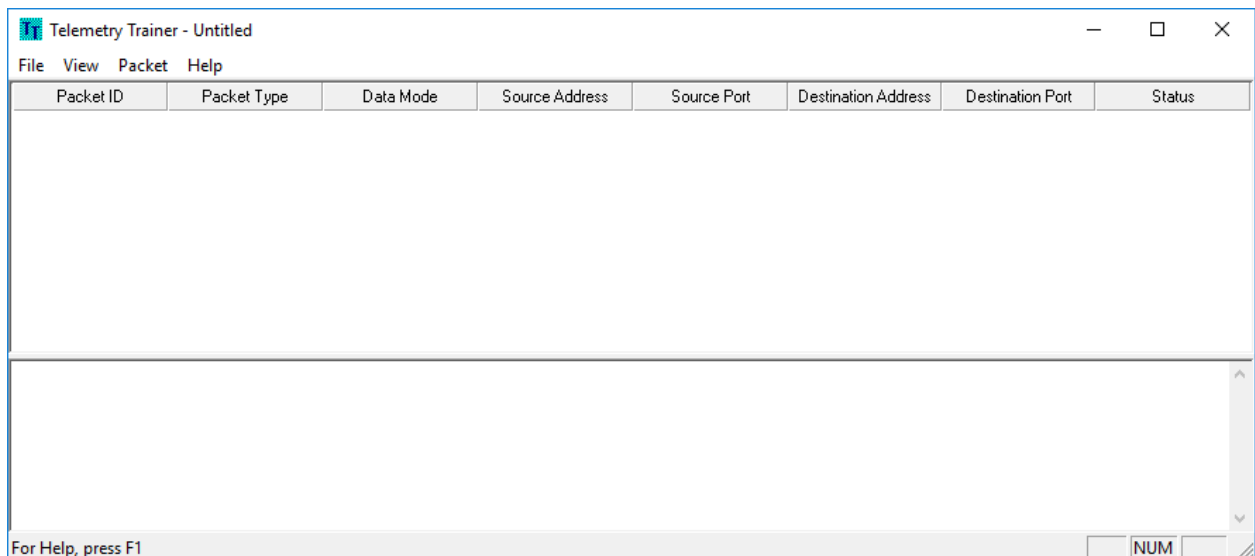 TT Telemetry Trainer - Untitled
File View Packet Help
Packet ID Packet Type Data Mode Source Address Source Port Destination Address Destination Port Status
For Help, press F1 NUM